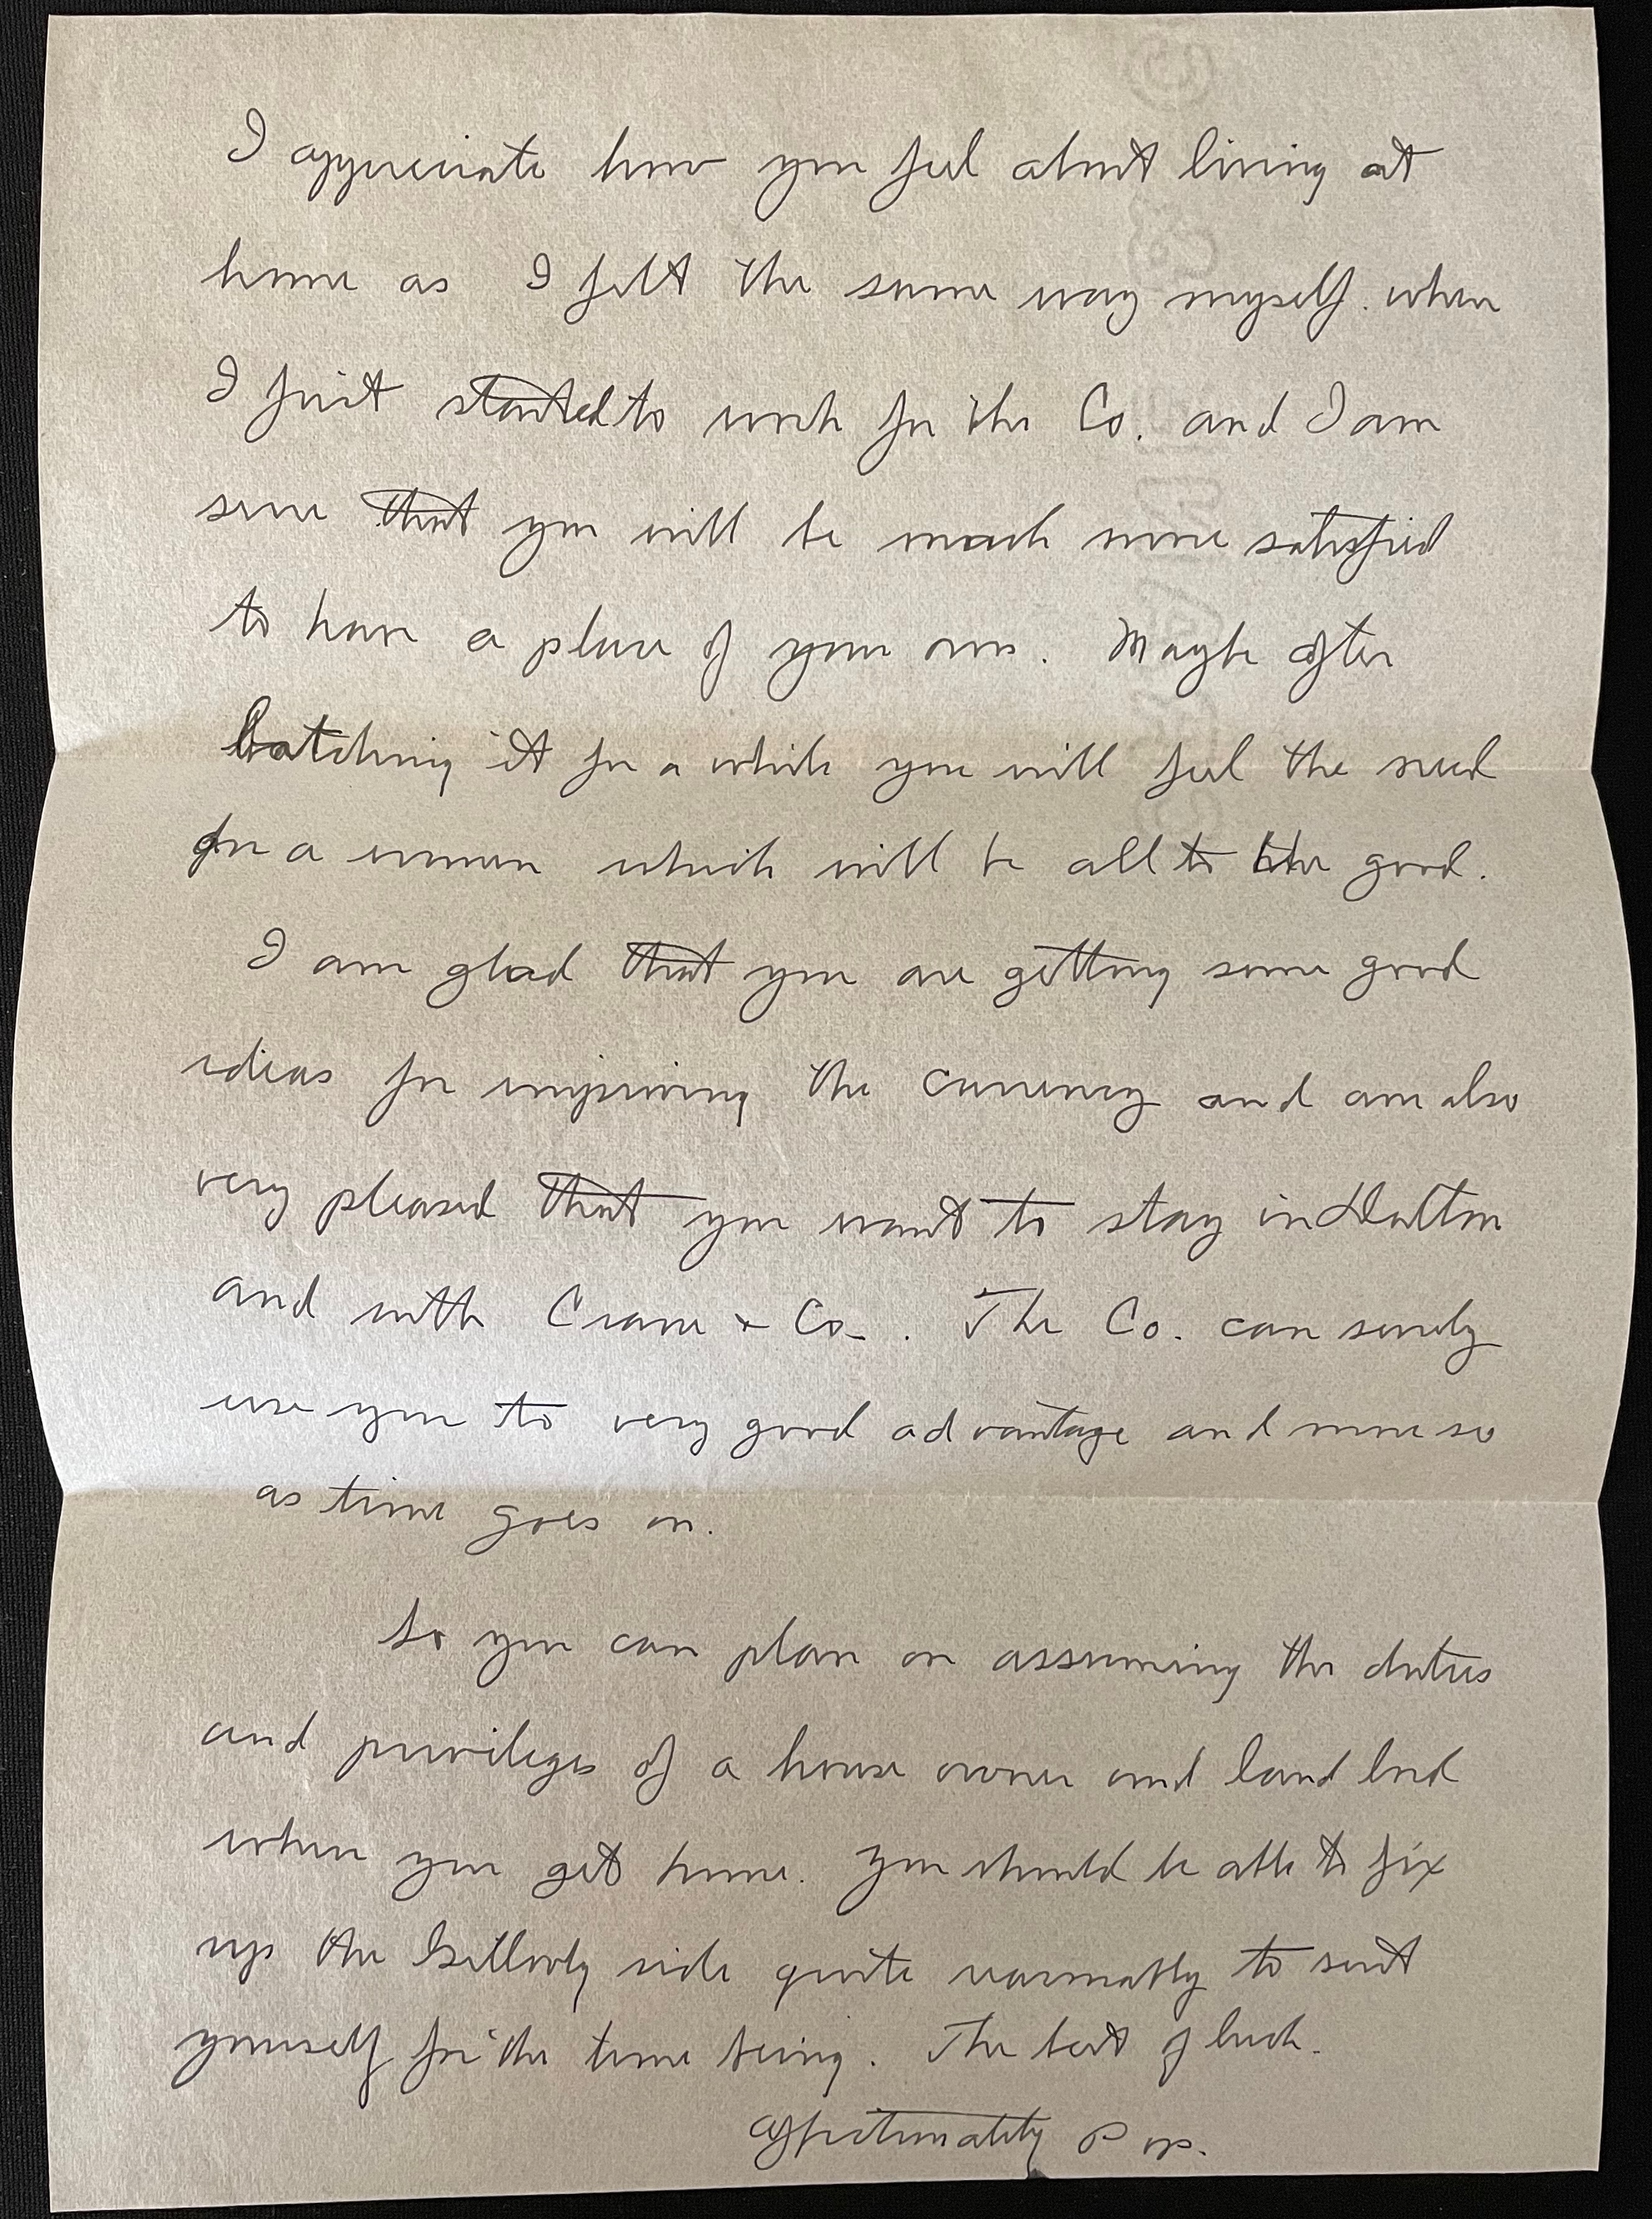 I appreciate how you feel about living at
home as I felt the same way myself when
I first started to work for the Co. and I am
sure that you will be much more satisfied
to have a place of your own. Maybe after
batching it for a while you will feel the need
for a woman which will be all to the good.
I am glad that you are getting some good
ideas for improving the currency and am also
very pleased that you want to stay in Dalton
and with Crane & Co. The Co. can surely
use you to very good advantage and more so
as time goes on.
So you can plan on assuming the duties
and privileges of a house owner and land lord
when you get home. You should be able to fix
up the side quite to suit
yourself for the time being. The best of luck.
Affectionately Pop.